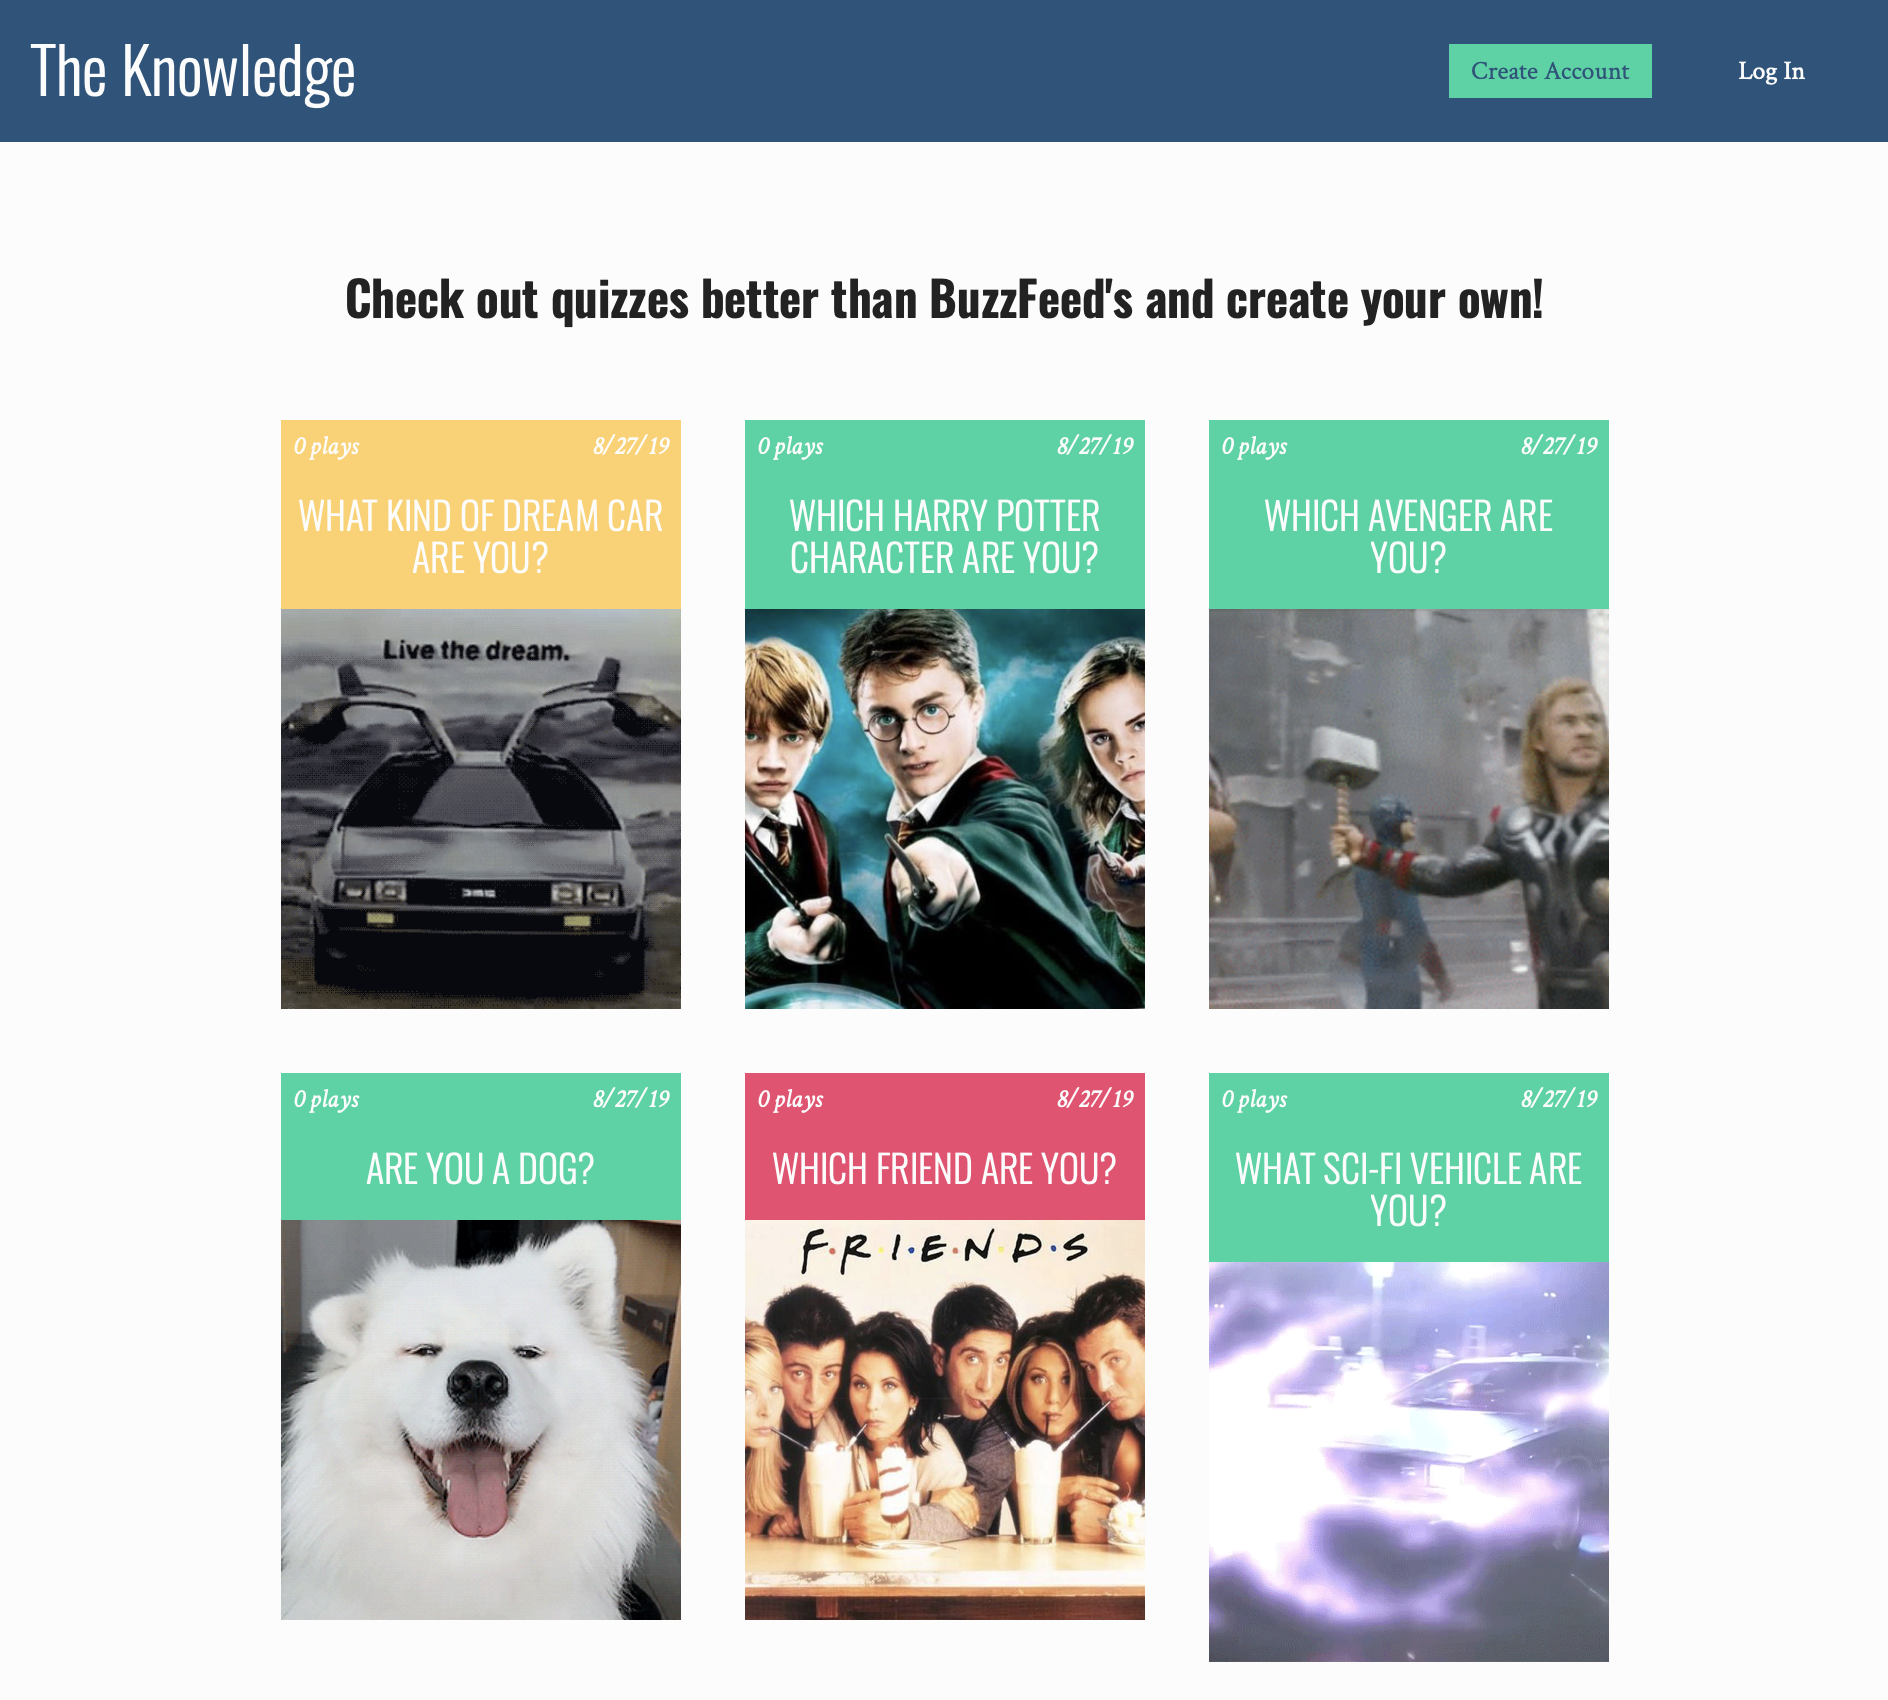 The Knowledge
Create Account
Log In
Check out quizzes better than BuzzFeed's and create your own!
0 plays 8/27/19
WHAT KIND OF DREAM CAR
ARE YOU?
Live the dream.
0 plays 8/27/19
WHICH HARRY POTTER
CHARACTER ARE YOU?
0 plays 8/27/19
WHICH AVENGER ARE
YOU?
0 plays 8/27/19
ARE YOU A DOG?
0 plays 8/27/19
WHICH FRIEND ARE YOU?
F·R·I·E·N·D·S
0 plays 8/27/19
WHAT SCI-FI VEHICLE ARE
YOU?